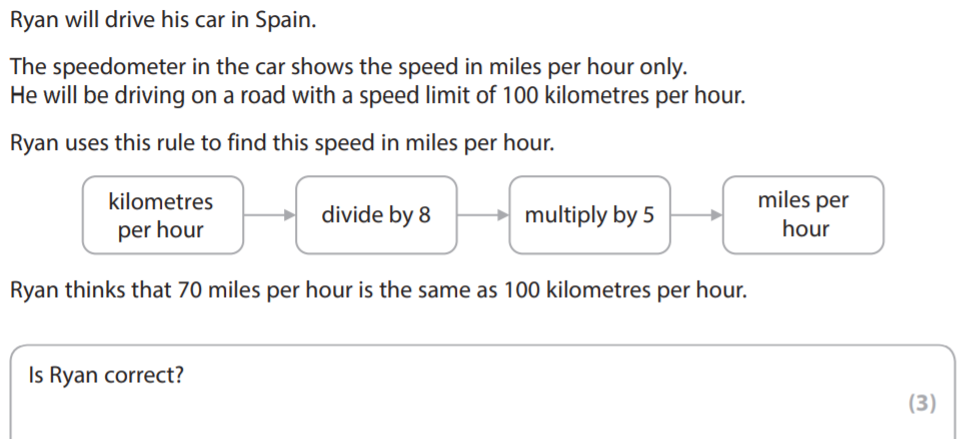 Ryan will drive his car in Spain.
The speedometer in the car shows the speed in miles per hour only.
He will be driving on a road with a speed limit of 100 kilometres per hour.
Ryan uses this rule to find this speed in miles per hour.
kilometres
per hour
divide by 8
multiply by 5
miles per
hour
Ryan thinks that 70 miles per hour is the same as 100 kilometres per hour.
Is Ryan correct?
(3)